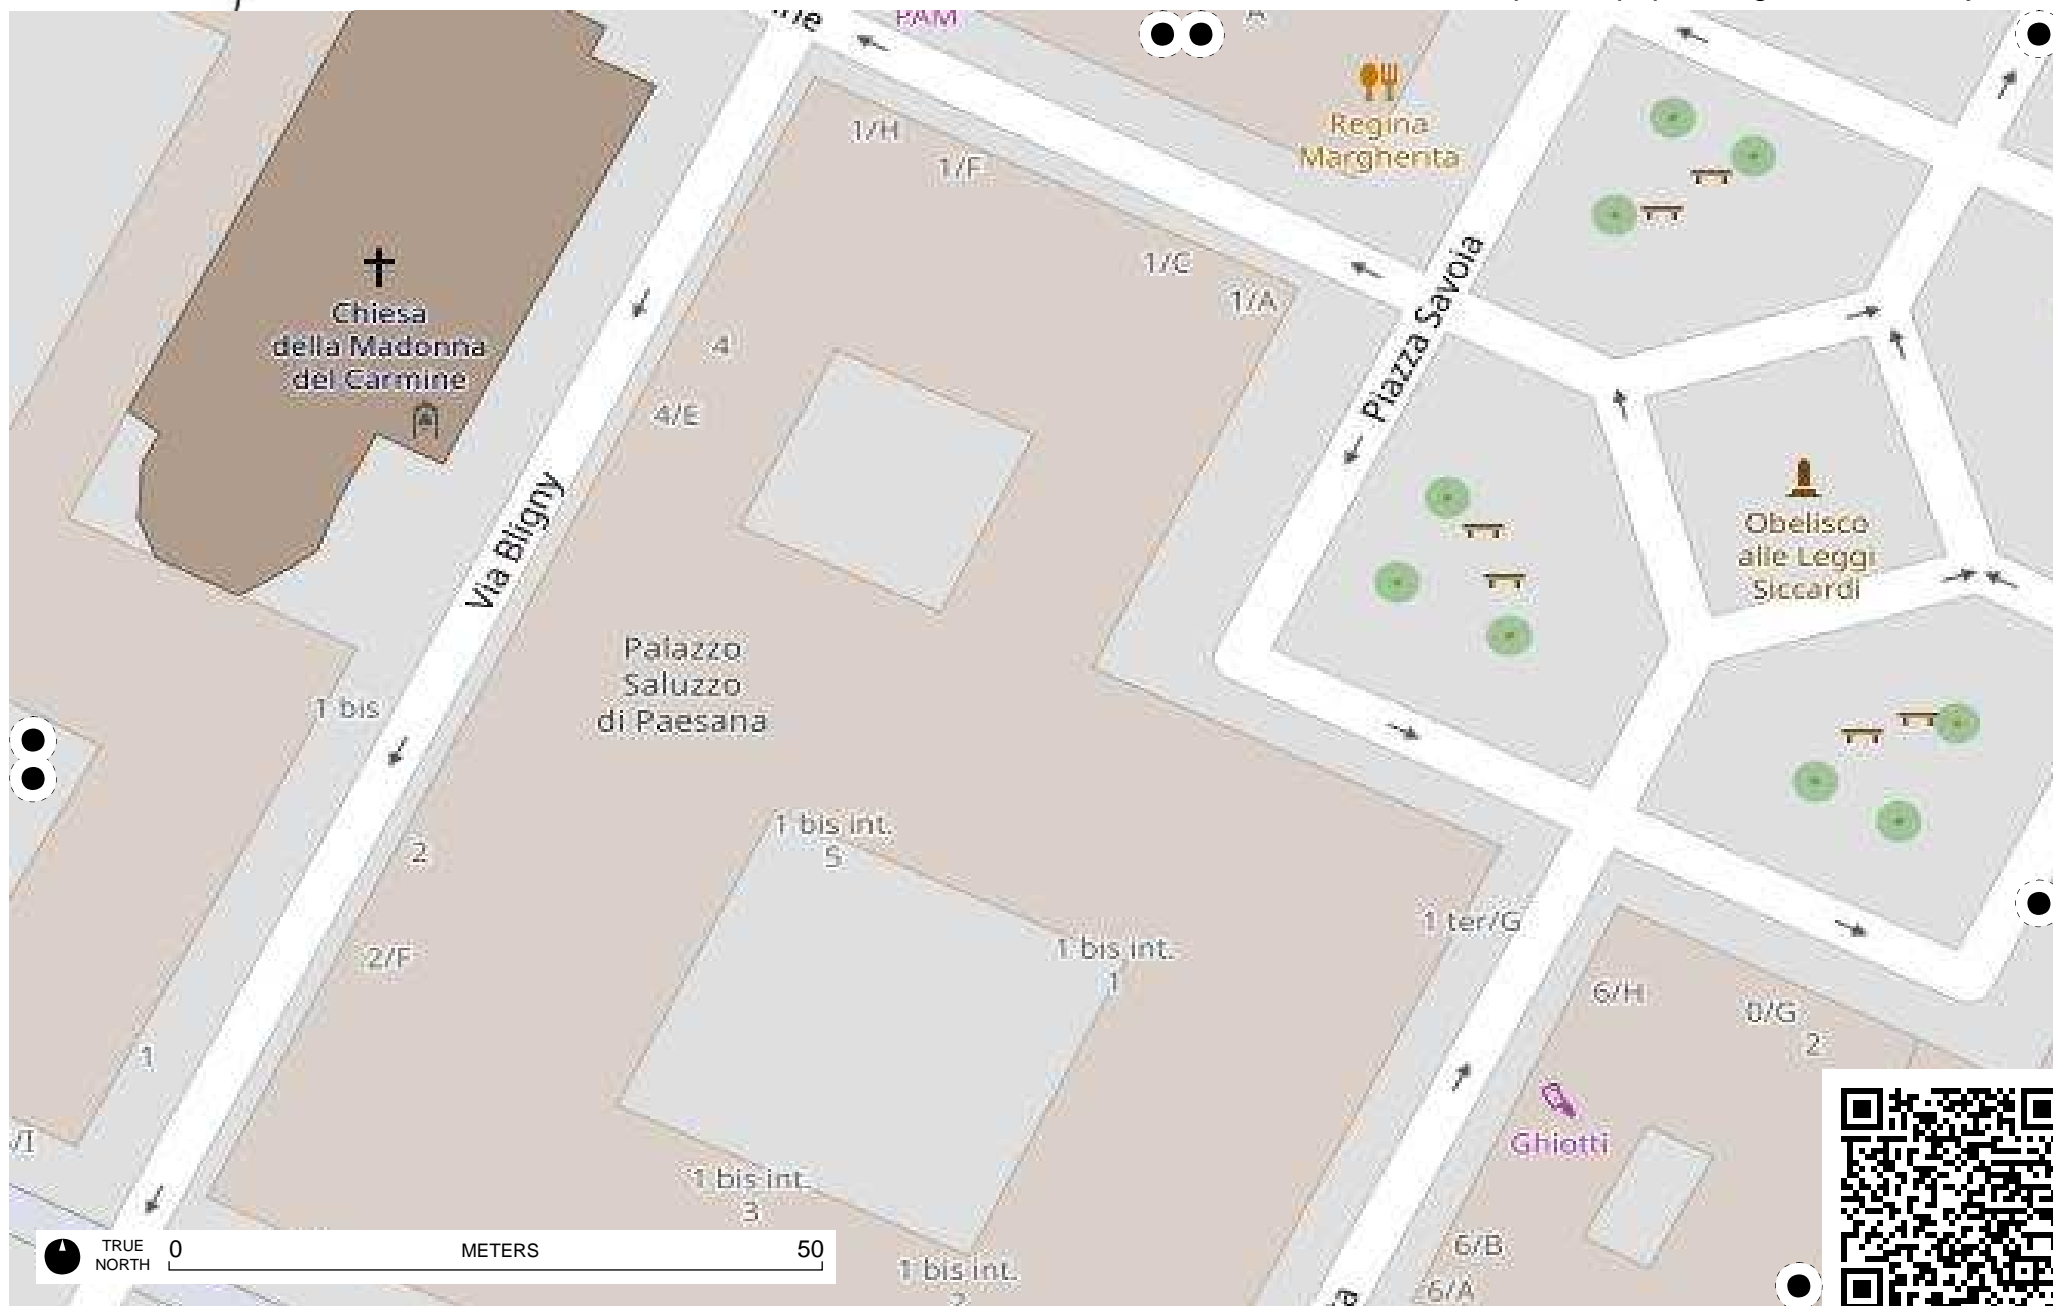 PAM
A
Regina
Margherita
1/H
1/F
1/C
1/A
Piazza Savoia
Chiesa
della Madonna
del Carmine
4
4/E
Via Bligny
Obelisco
alle Leggi
Siccardi
Palazzo
Saluzzo
di Paesana
1 bis
2
1 bis int.
5
2/F
1 bis int.
1
1 ter/G
6/H
0/G
2
1
/I
Ghiotti
1 bis int.
3
6/B
1 bis int.
2
6/A
TRUE
NORTH
0 METERS 50